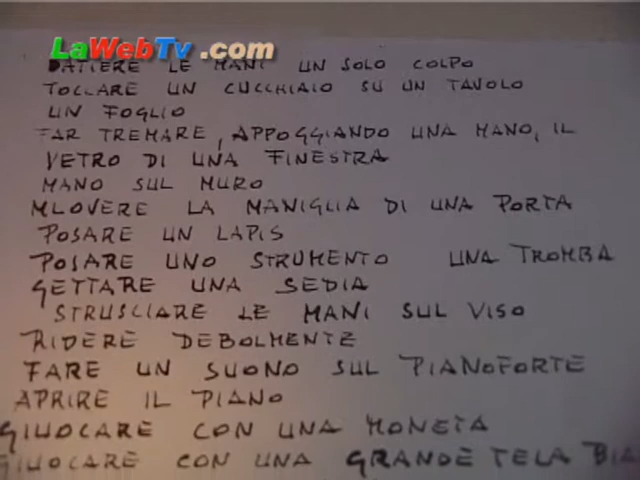 LaWebTv.com
BATTERE LE MANI UN SOLO COLPO
TOCCARE UN CUCCHIAIO SU UN TAVOLO
UN FOGLIO
FAR TREMARE, APPOGGIANDO UNA MANO, IL
VETRO DI UNA FINESTRA
MANO SUL MURO
MUOVERE LA MANIGLIA DI UNA PORTA
POSARE UN LAPIS
POSARE UNO STRUMENTO UNA TROMBA
GETTARE UNA SEDIA
STRUSCIARE LE MANI SUL VISO
RIDERE DEBOLMENTE
FARE UN SUONO SUL PIANOFORTE
APRIRE IL PIANO
GIUOCARE CON UNA MONETA
GIUOCARE CON UNA GRANDE TELA BIA